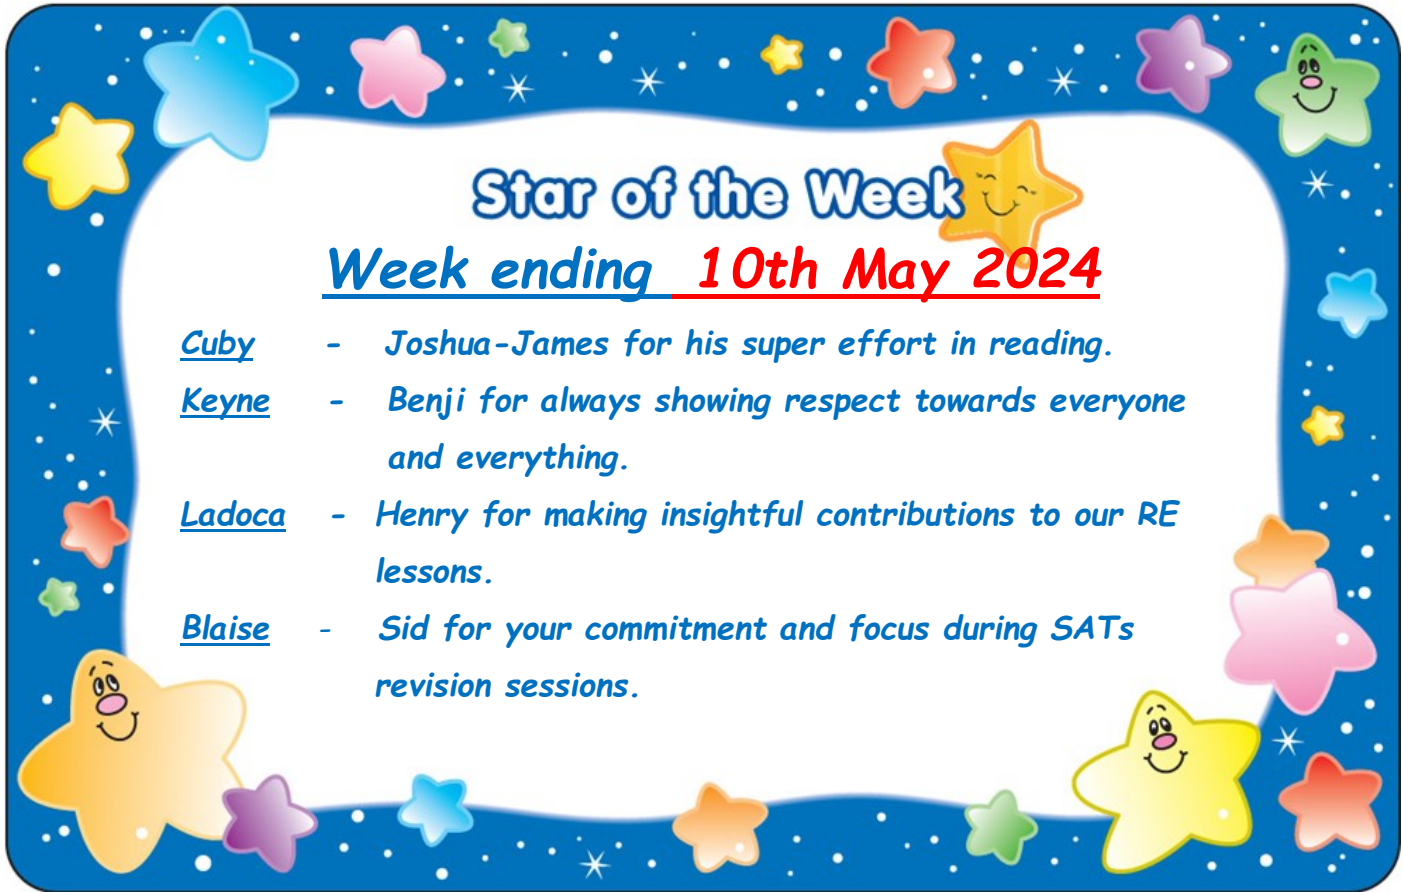 Star of the Week
Week ending 10th May 2024
Cuby - Joshua-James for his super effort in reading.
Keyne - Benji for always showing respect towards everyone
and everything.
Ladoca - Henry for making insightful contributions to our RE
lessons.
Blaise - Sid for your commitment and focus during SATs
revision sessions.